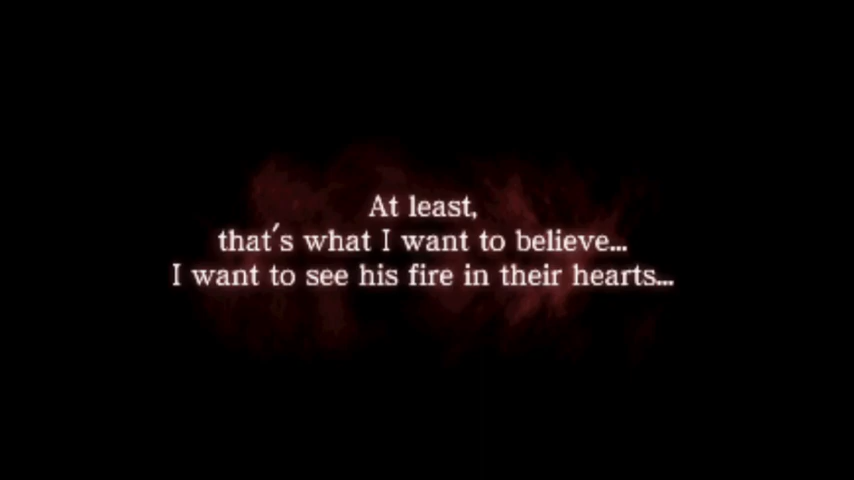 At least,
that's what I want to believe...
I want to see his fire in their hearts...